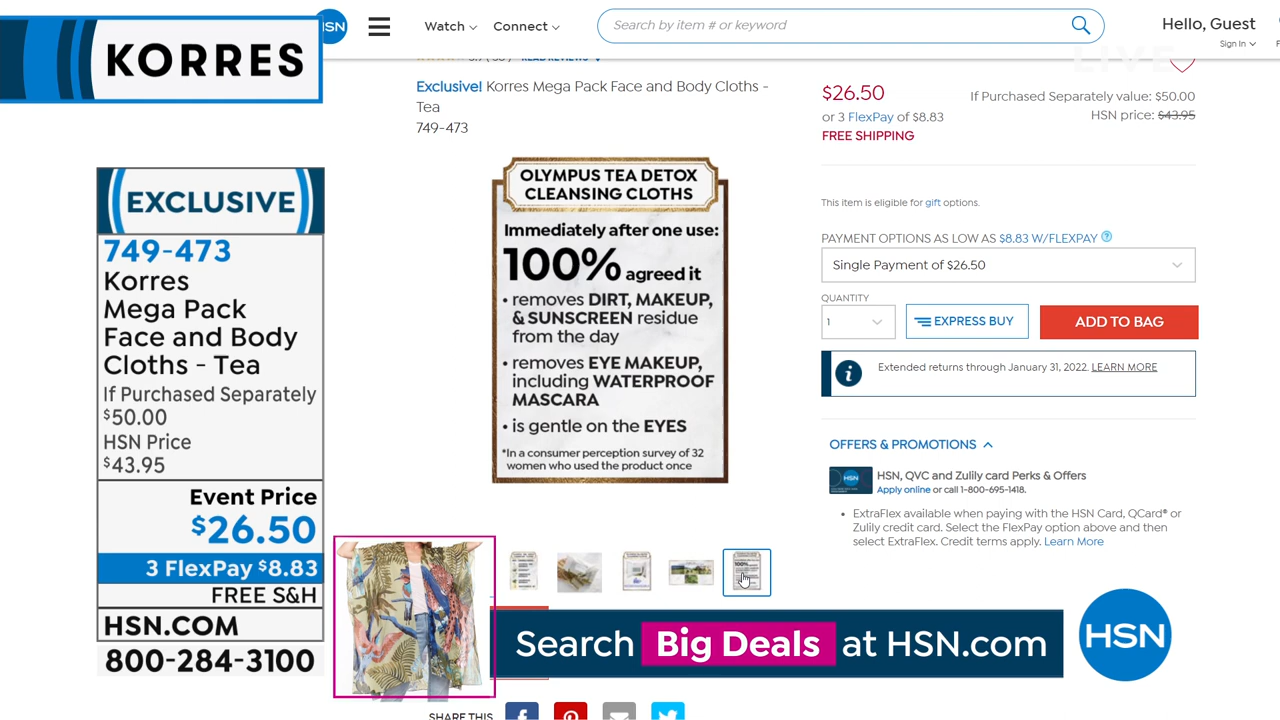 KORRES
HSN
Watch
Connect
Search by item # or keyword
Hello, Guest
Sign In
LIVE
READ REVIEWS
Exclusive! Korres Mega Pack Face and Body Cloths -
Tea
749-473
$26.50
or 3 FlexPay of $8.83
FREE SHIPPING
If Purchased Separately value: $50.00
HSN price: $43.95
EXCLUSIVE
749-473
Korres
Mega Pack
Face and Body
Cloths - Tea
If Purchased Separately
$50.00
HSN Price
$43.95
Event Price
$26.50
3 FlexPay $8.83
FREE S&H
HSN.COM
800-284-3100
OLYMPUS TEA DETOX
CLEANSING CLOTHS
Immediately after one use:
100% agreed it
• removes DIRT, MAKEUP,
& SUNSCREEN residue
from the day
• removes EYE MAKEUP,
including WATERPROOF
MASCARA
• is gentle on the EYES
*In a consumer perception survey of 32
women who used the product once
This item is eligible for gift options.
PAYMENT OPTIONS AS LOW AS $8.83 W/FLEXPAY ?
Single Payment of $26.50
QUANTITY
1
EXPRESS BUY
ADD TO BAG
Extended returns through January 31, 2022. LEARN MORE
OFFERS & PROMOTIONS
HSN
HSN, QVC and Zulily card Perks & Offers
Apply online or call 1-800-695-1418.
• ExtraFlex available when paying with the HSN Card, QCard® or
Zulily credit card. Select the FlexPay option above and then
select ExtraFlex. Credit terms apply. Learn More
100%
Search Big Deals at HSN.com
HSN
SHARE THIS